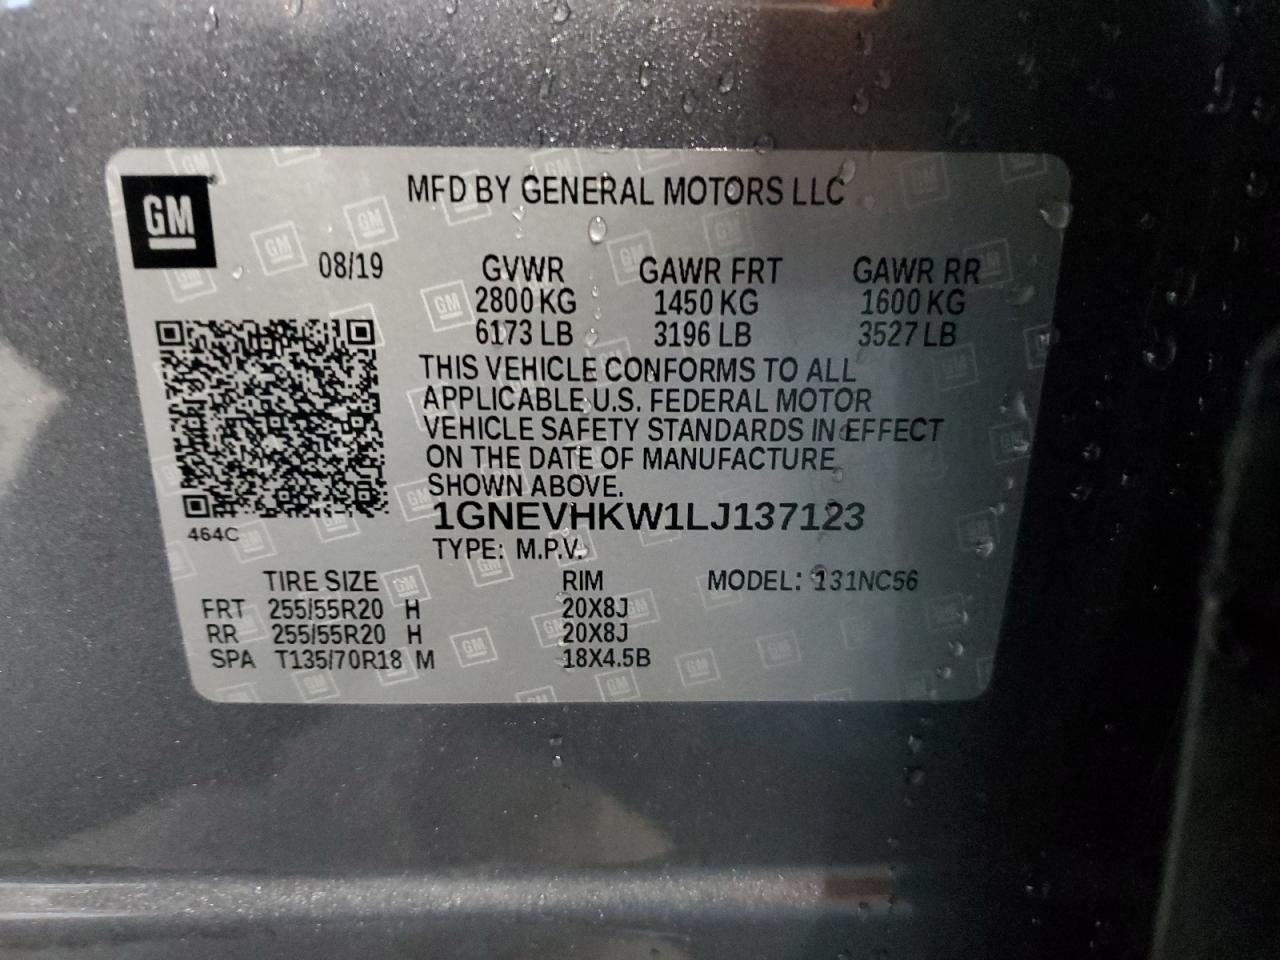 GM
MFD BY GENERAL MOTORS LLC
08/19 GVWR GAWR FRT GAWR RR
2800 KG 1450 KG 1600 KG
6173 LB 3196 LB 3527 LB
THIS VEHICLE CONFORMS TO ALL
APPLICABLE U.S. FEDERAL MOTOR
VEHICLE SAFETY STANDARDS IN EFFECT
ON THE DATE OF MANUFACTURE
SHOWN ABOVE.
1GNEVHKW1LJ137123
464C
TYPE: M.P.V.
TIRE SIZE RIM MODEL: 131NC56
FRT 255/55R20 H 20X8J
RR 255/55R20 H 20X8J
SPA T135/70R18 M 18X4.5B